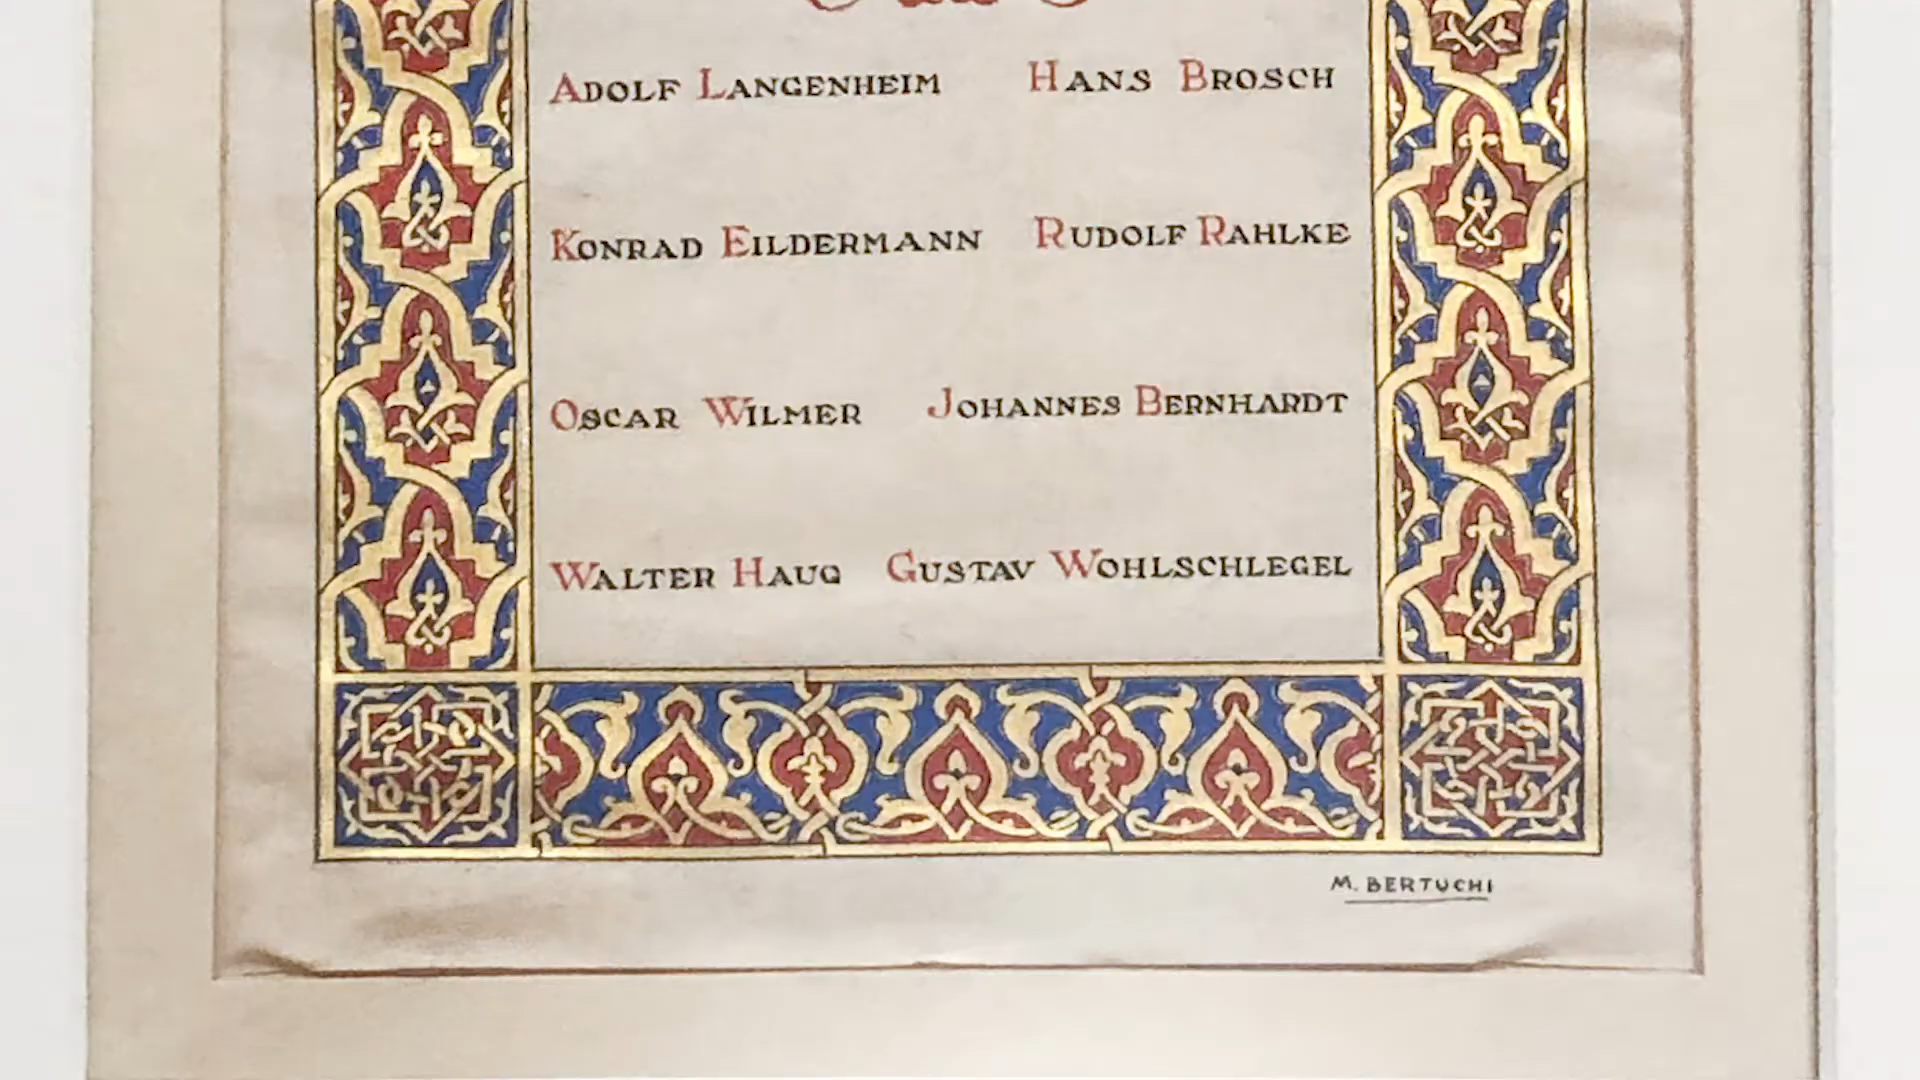 ADOLF LANGENHEIM HANS BROSCH
KONRAD EILDERMANN RUDOLF RAHLKE
OSCAR WILMER JOHANNES BERNHARDT
WALTER HAUG GUSTAV WOHLSCHLEGEL
M. BERTUCHI